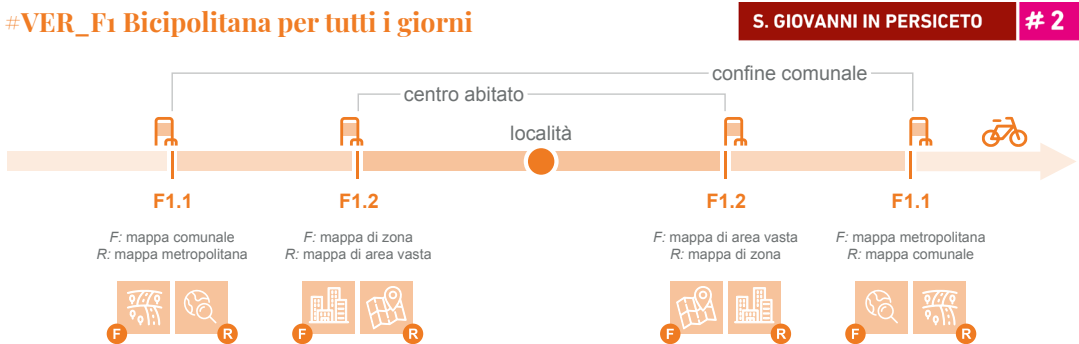 #VER_F1 Bicipolitana per tutti i giorni
S. GIOVANNI IN PERSICETO
# 2
confine comunale
centro abitato
località
F1.1
F1.2
F1.2
F1.1
F: mappa comunale
R: mappa metropolitana
F: mappa di zona
R: mappa di area vasta
F: mappa di area vasta
R: mappa di zona
F: mappa metropolitana
R: mappa comunale
F
R
F
R
F
R
F
R